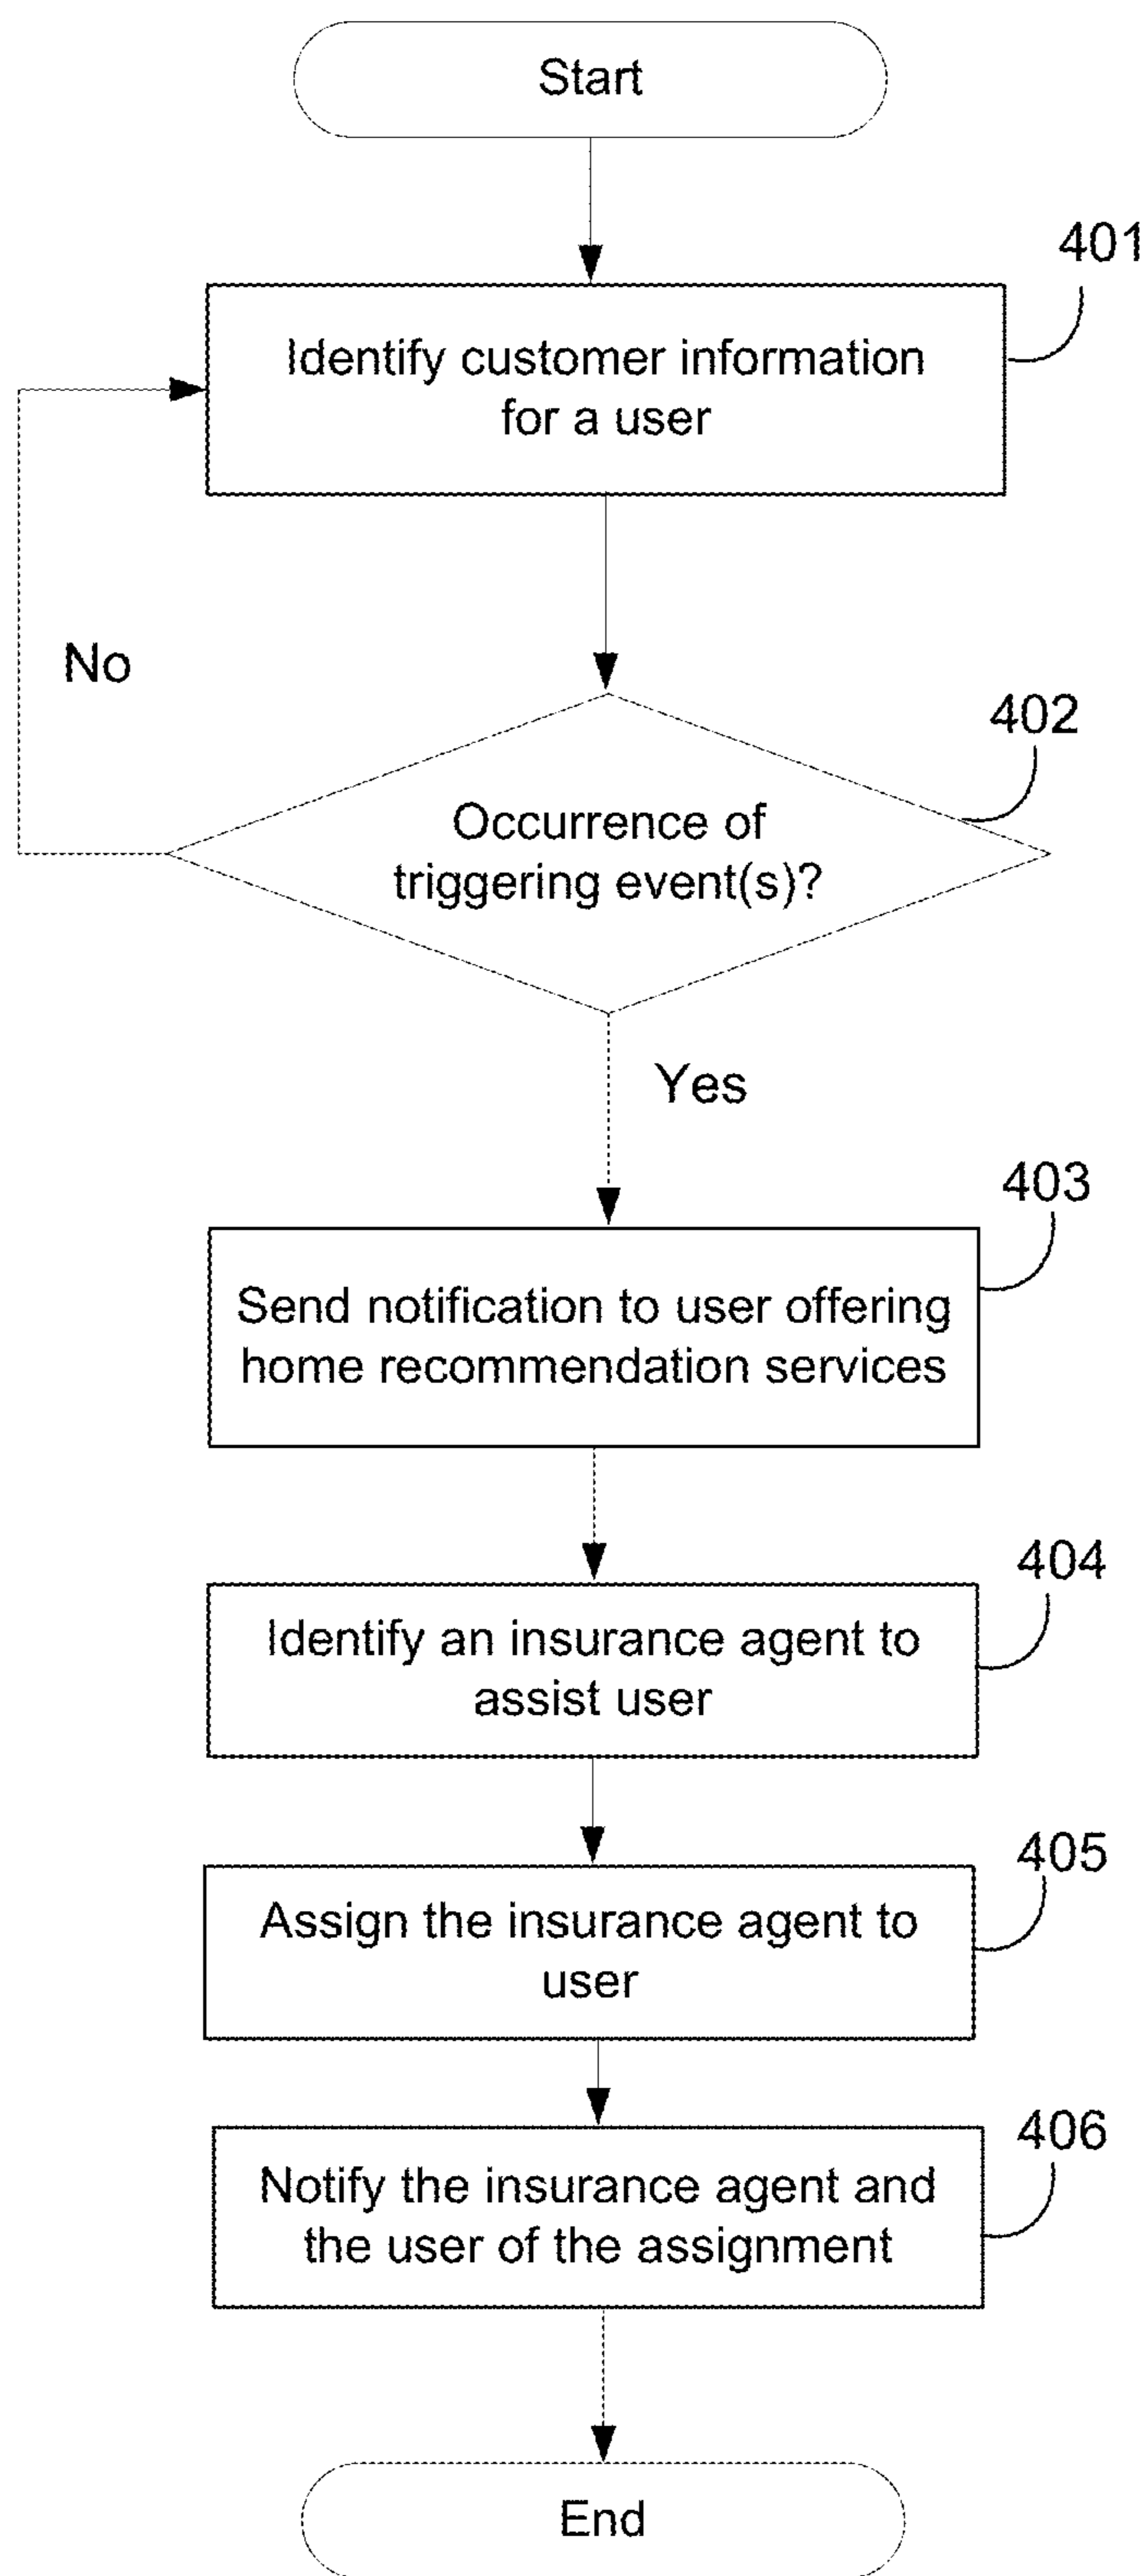 Start
401
Identify customer information
for a user
No
402
Occurrence of
triggering event(s)?
Yes
403
Send notification to user offering
home recommendation services
404
Identify an insurance agent to
assist user
405
Assign the insurance agent to
user
406
Notify the insurance agent and
the user of the assignment
End